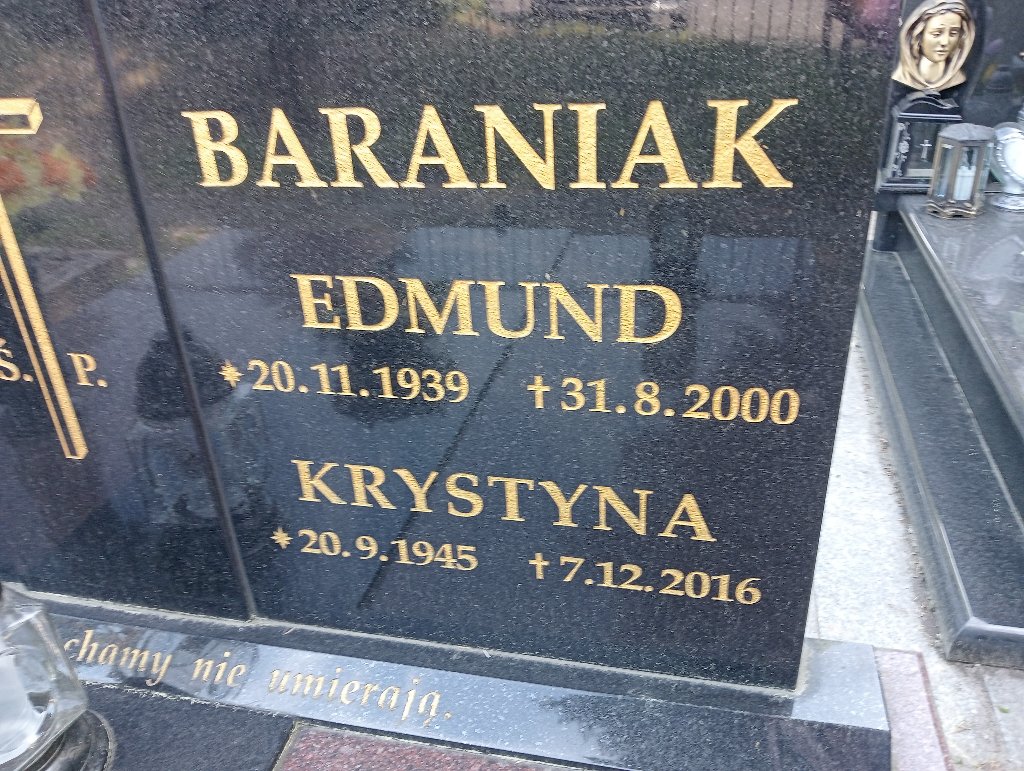 BARANIAK
EDMUND
* 20.11.1939 † 31.8.2000
Ś. P.
KRYSTYNA
* 20.9.1945 † 7.12.2016
chamy nie umierają.